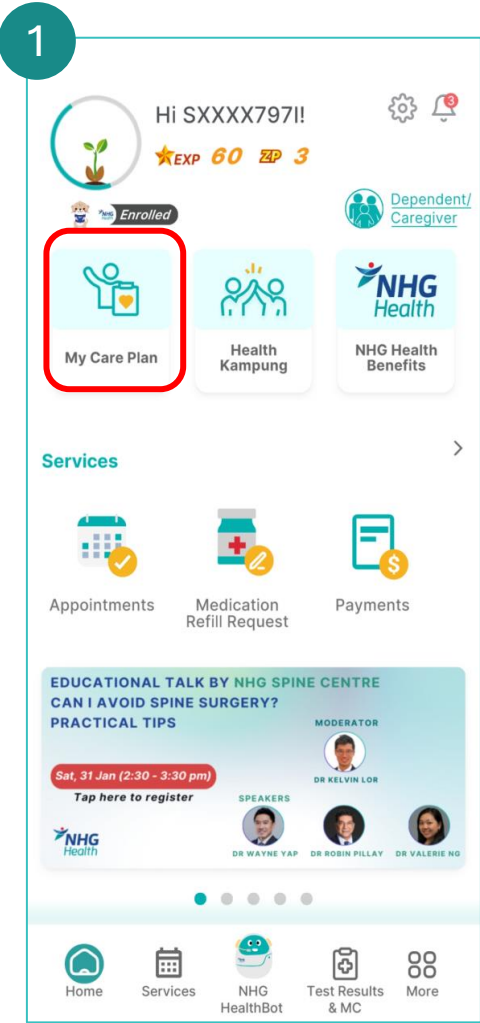 1
Hi SXXXX797I!
3
EXP 60 ZP 3
Enrolled
Dependent/
Caregiver
My Care Plan
Health
Kampung
NHG
Health
NHG Health
Benefits
Services
Appointments
Medication
Refill Request
Payments
EDUCATIONAL TALK BY NHG SPINE CENTRE
CAN I AVOID SPINE SURGERY?
PRACTICAL TIPS
MODERATOR
DR KELVIN LOR
Sat, 31 Jan (2:30 - 3:30 pm)
Tap here to register
SPEAKERS
NHG
Health
DR WAYNE YAP
DR ROBIN PILLAY
DR VALERIE NG
Home
Services
NHG
HealthBot
Test Results
& MC
More